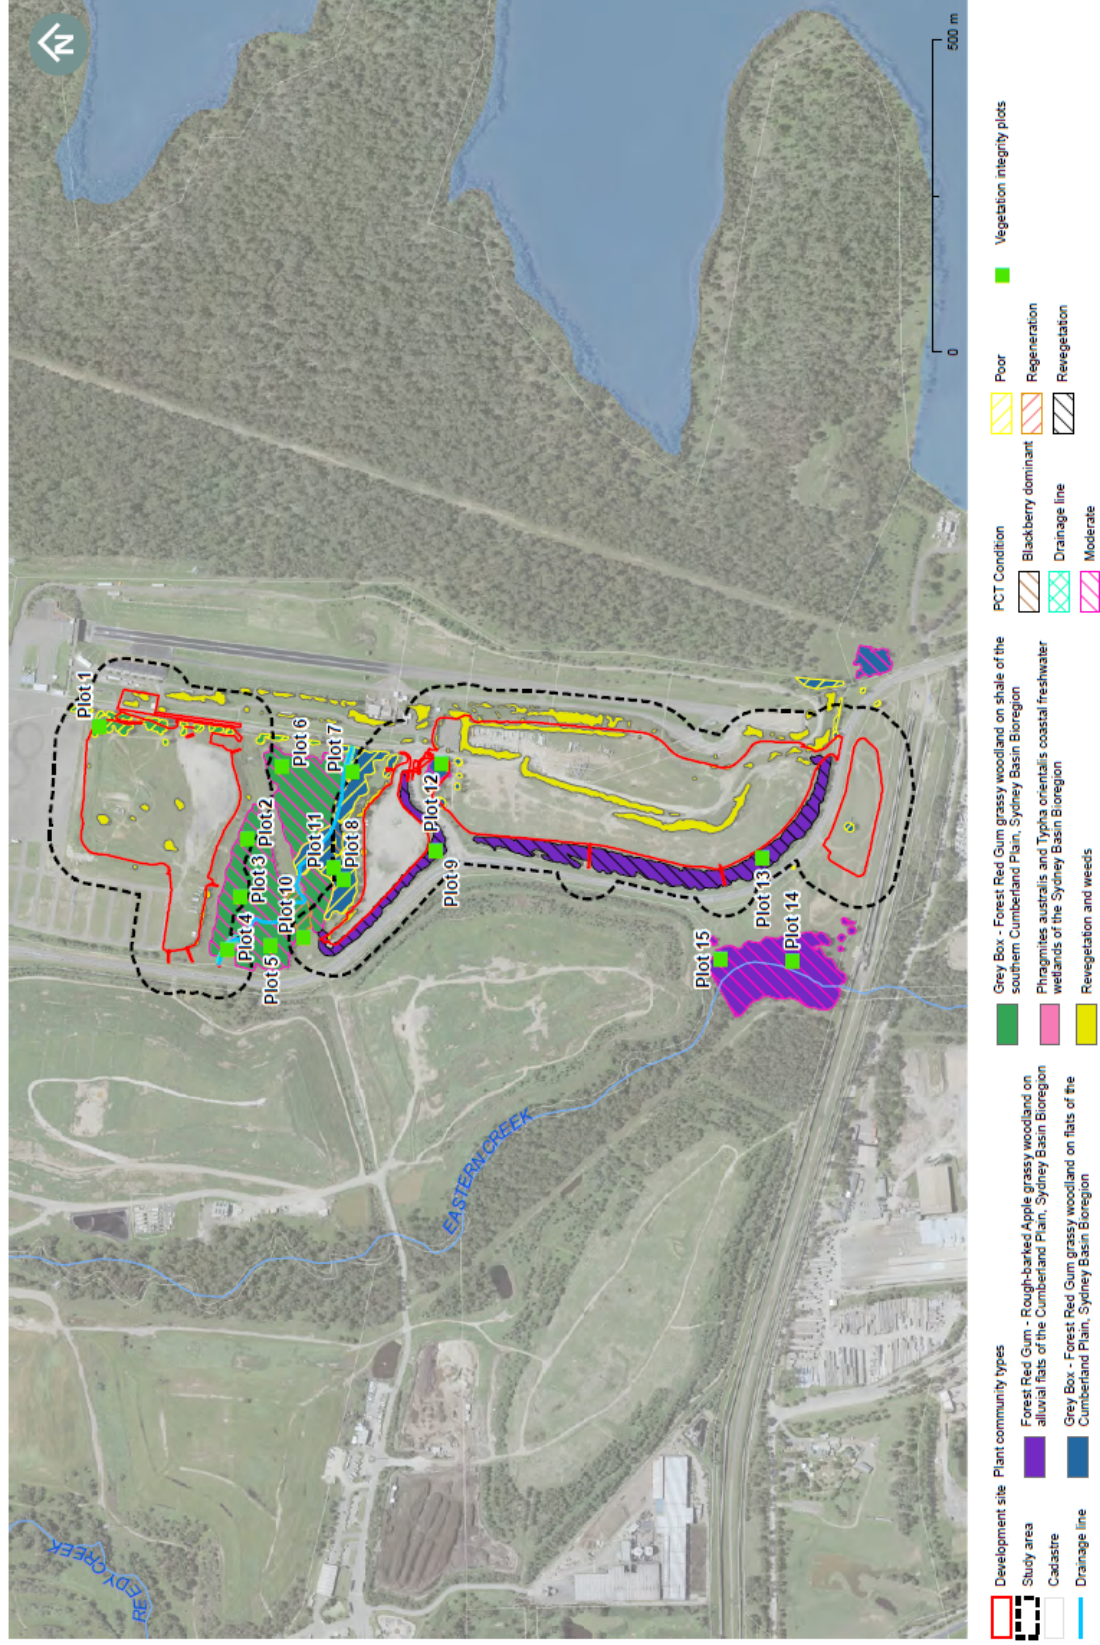 N
Plot 1
Plot 6
Plot 7
Plot 2
Plot 3
Plot 11
Plot 8
Plot 10
Plot 4
Plot 5
Plot 12
Plot 9
Plot 13
Plot 14
Plot 15
EASTERN CREEK
REEDY CREEK
0
500 m
Development site
Study area
Cadastre
Drainage line
Plant community types
Forest Red Gum - Rough-barked Apple grassy woodland on
alluvial flats of the Cumberland Plain, Sydney Basin Bioregion
Grey Box - Forest Red Gum grassy woodland on flats of the
Cumberland Plain, Sydney Basin Bioregion
Grey Box - Forest Red Gum grassy woodland on shale of the
southern Cumberland Plain, Sydney Basin Bioregion
Phragmites australis and Typha orientalis coastal freshwater
wetlands of the Sydney Basin Bioregion
Revegetation and weeds
PCT Condition
Blackberry dominant
Drainage line
Moderate
Poor
Regeneration
Revegetation
Vegetation integrity plots